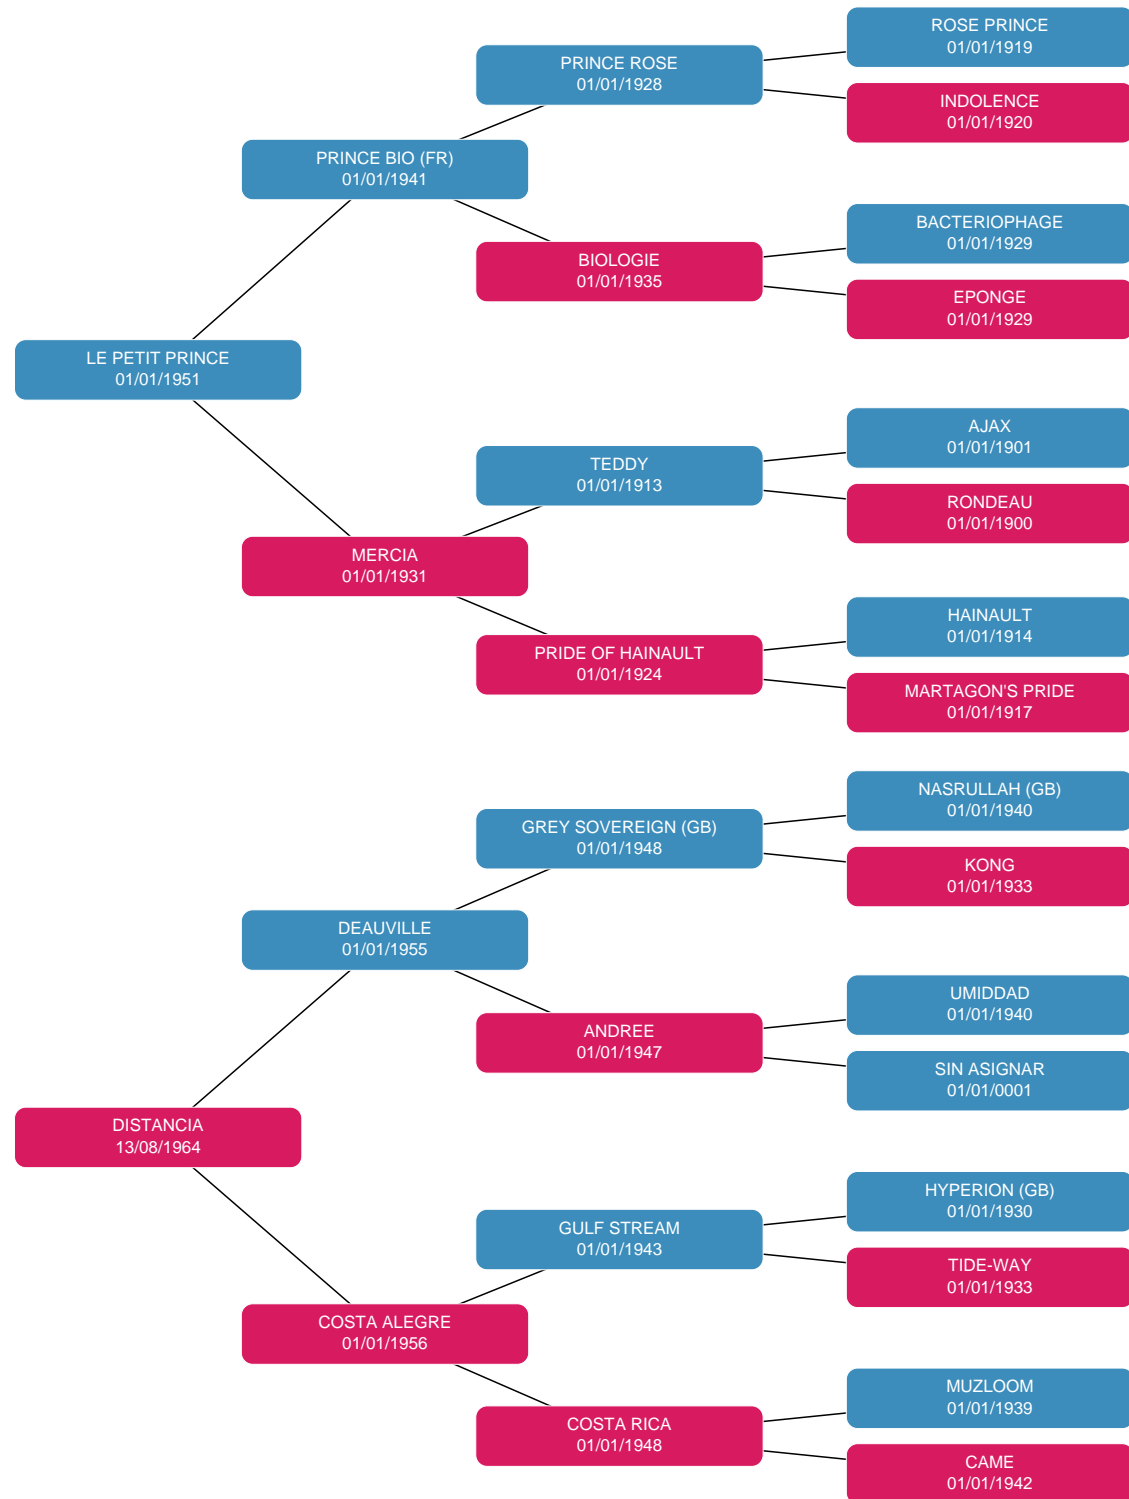 ROSE PRINCE
01/01/1919
PRINCE ROSE
01/01/1928
INDOLENCE
01/01/1920
PRINCE BIO (FR)
01/01/1941
BACTERIOPHAGE
01/01/1929
BIOLOGIE
01/01/1935
EPONGE
01/01/1929
LE PETIT PRINCE
01/01/1951
AJAX
01/01/1901
TEDDY
01/01/1913
RONDEAU
01/01/1900
MERCIA
01/01/1931
HAINAULT
01/01/1914
PRIDE OF HAINAULT
01/01/1924
MARTAGON'S PRIDE
01/01/1917
NASRULLAH (GB)
01/01/1940
GREY SOVEREIGN (GB)
01/01/1948
KONG
01/01/1933
DEAUVILLE
01/01/1955
UMIDDAD
01/01/1940
ANDREE
01/01/1947
SIN ASIGNAR
01/01/0001
DISTANCIA
13/08/1964
HYPERION (GB)
01/01/1930
GULF STREAM
01/01/1943
TIDE-WAY
01/01/1933
COSTA ALEGRE
01/01/1956
MUZLOOM
01/01/1939
COSTA RICA
01/01/1948
CAME
01/01/1942